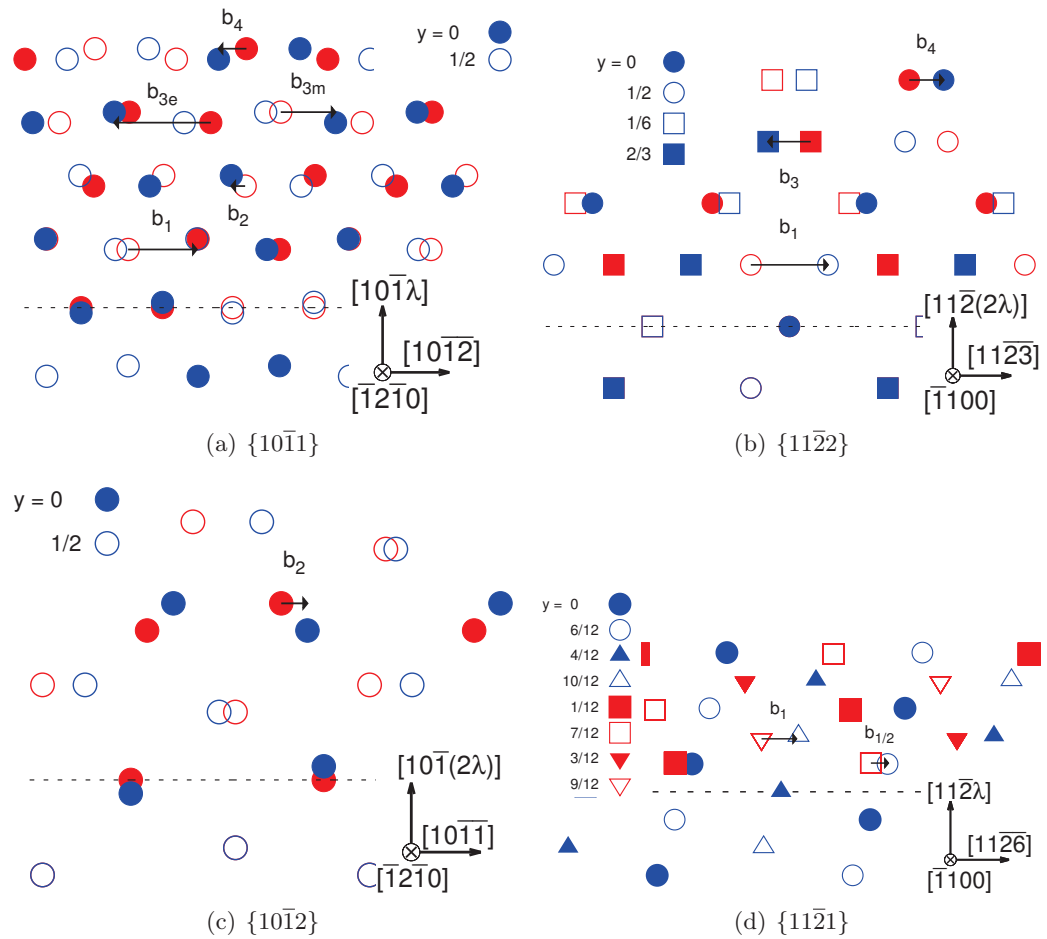 b₄
y = 0
1/2
b₃ₑ
b₃ₘ
b₁
b₂
[101̅λ]
[101̅2̅]
[1̅21̅0]
(a) {101̅1}
y = 0
1/2
1/6
2/3
b₄
b₃
b₁
[112̅(2λ)]
[112̅3̅]
[1̅100]
(b) {112̅2}
y = 0
1/2
b₂
[101̅(2λ)]
[101̅1̅]
[1̅21̅0]
(c) {101̅2}
y = 0
6/12
4/12
10/12
1/12
7/12
3/12
9/12
b₁
b₁/₂
[112̅λ]
[112̅6̅]
[1̅100]
(d) {112̅1}